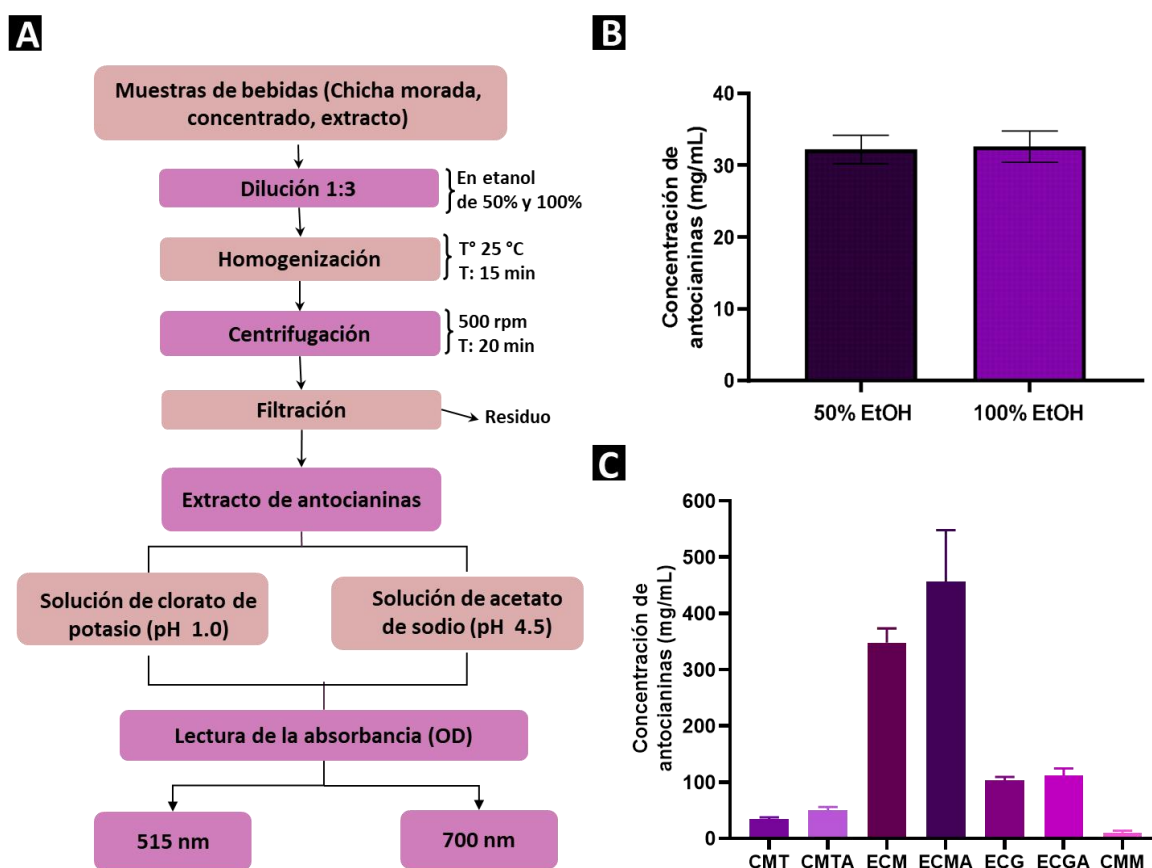 A
Muestras de bebidas (Chicha morada,
concentrado, extracto)
Dilución 1:3
En etanol
de 50% y 100%
Homogenización
T° 25 °C
T: 15 min
Centrifugación
500 rpm
T: 20 min
Filtración
Residuo
Extracto de antocianinas
Solución de clorato de
potasio (pH 1.0)
Solución de acetato
de sodio (pH 4.5)
Lectura de la absorbancia (OD)
515 nm
700 nm
B
Concentración de
antocianinas (mg/mL)
40
30
20
10
0
50% EtOH
100% EtOH
C
Concentración de
antocianinas (mg/mL)
600
500
400
300
200
100
0
CMT CMTA ECM ECMA ECG ECGA CMM